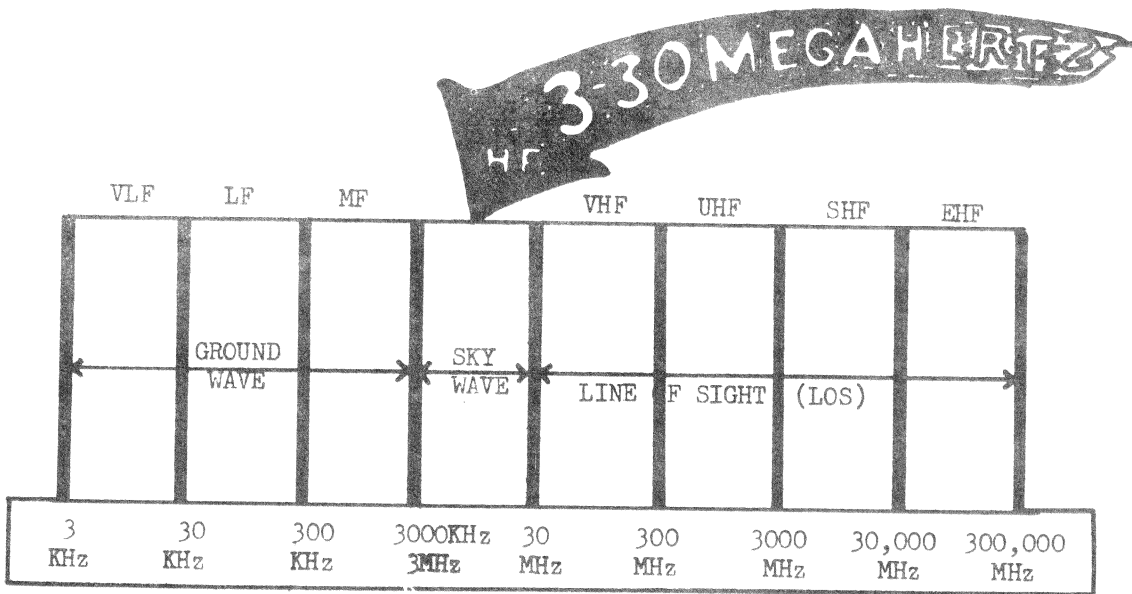 3-30 MEGAHERTZ
HF
VLF LF MF VHF UHF SHF EHF
GROUND WAVE
SKY WAVE
LINE OF SIGHT (LOS)
3 30 300 3000KHz 30 300 3000 30,000 300,000
KHz KHz KHz 3MHz MHz MHz MHz MHz MHz